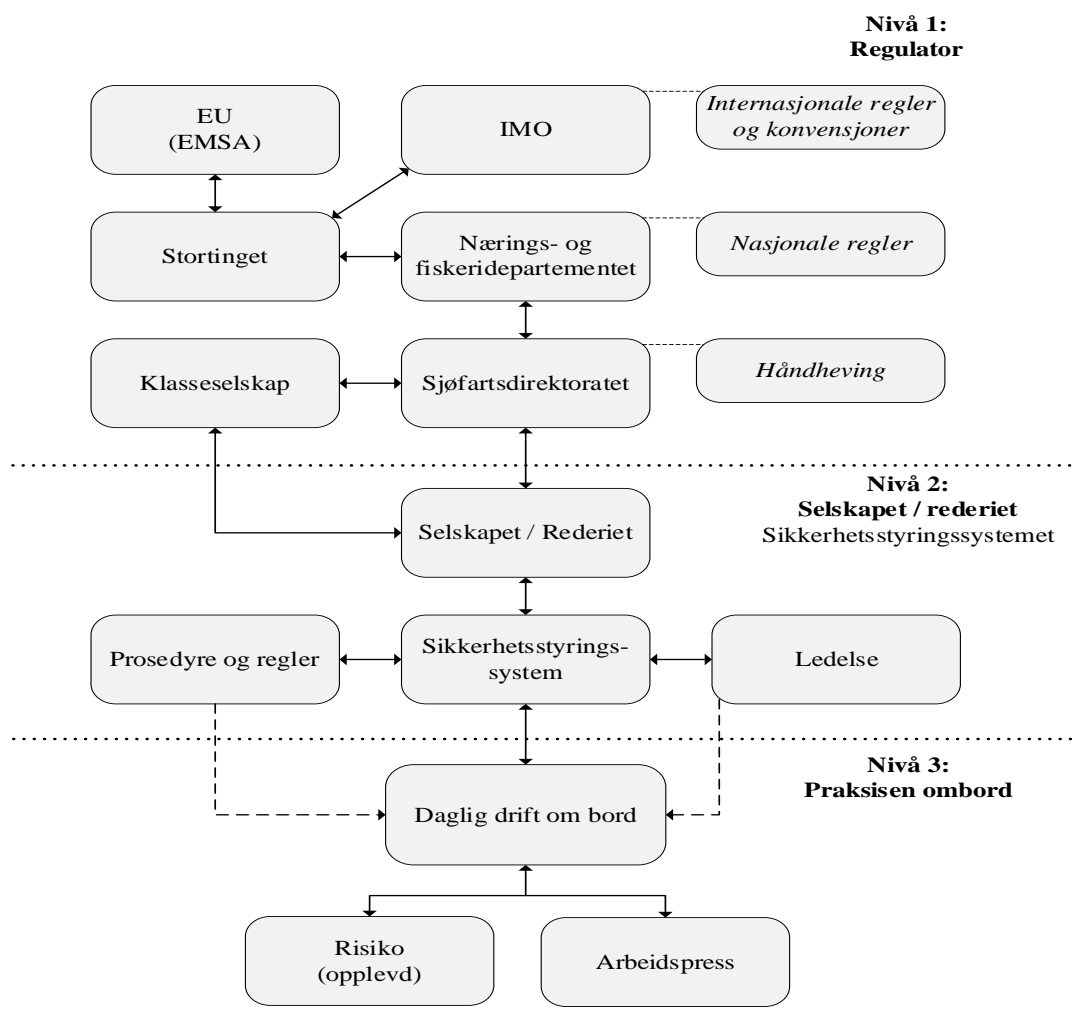 Nivå 1:
Regulator
EU
(EMSA)
IMO
Internasjonale regler
og konvensjoner
Stortinget
Nærings- og
fiskeridepartementet
Nasjonale regler
Klasseselskap
Sjøfartsdirektoratet
Håndheving
Nivå 2:
Selskapet / rederiet
Sikkerhetsstyringssystemet
Selskapet / Rederiet
Prosedyre og regler
Sikkerhetsstyrings-
system
Ledelse
Nivå 3:
Praksisen ombord
Daglig drift om bord
Risiko
(opplevd)
Arbeidspress